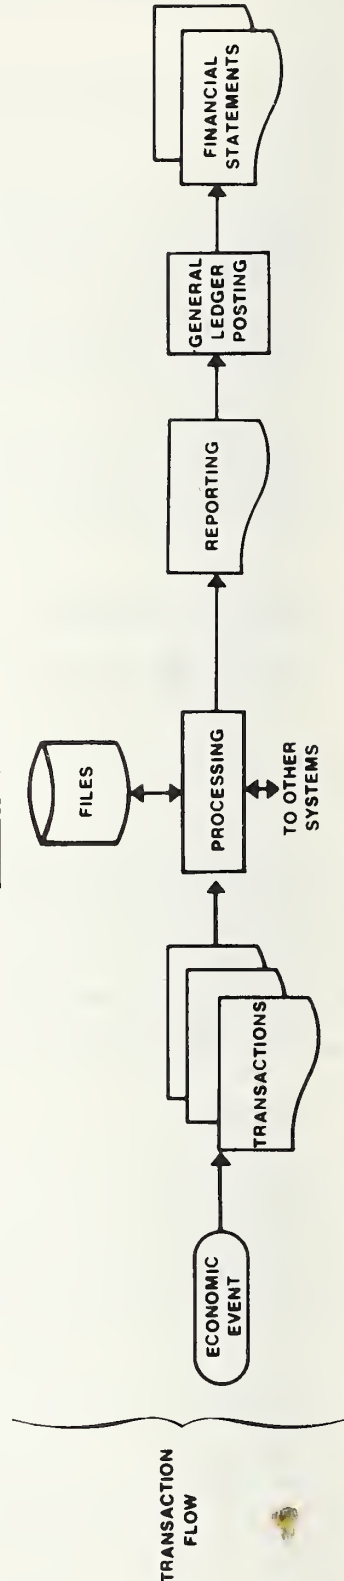 TRANSACTION
FLOW
ECONOMIC
EVENT
TRANSACTIONS
FILES
PROCESSING
TO OTHER
SYSTEMS
REPORTING
GENERAL
LEDGER
POSTING
FINANCIAL
STATEMENTS